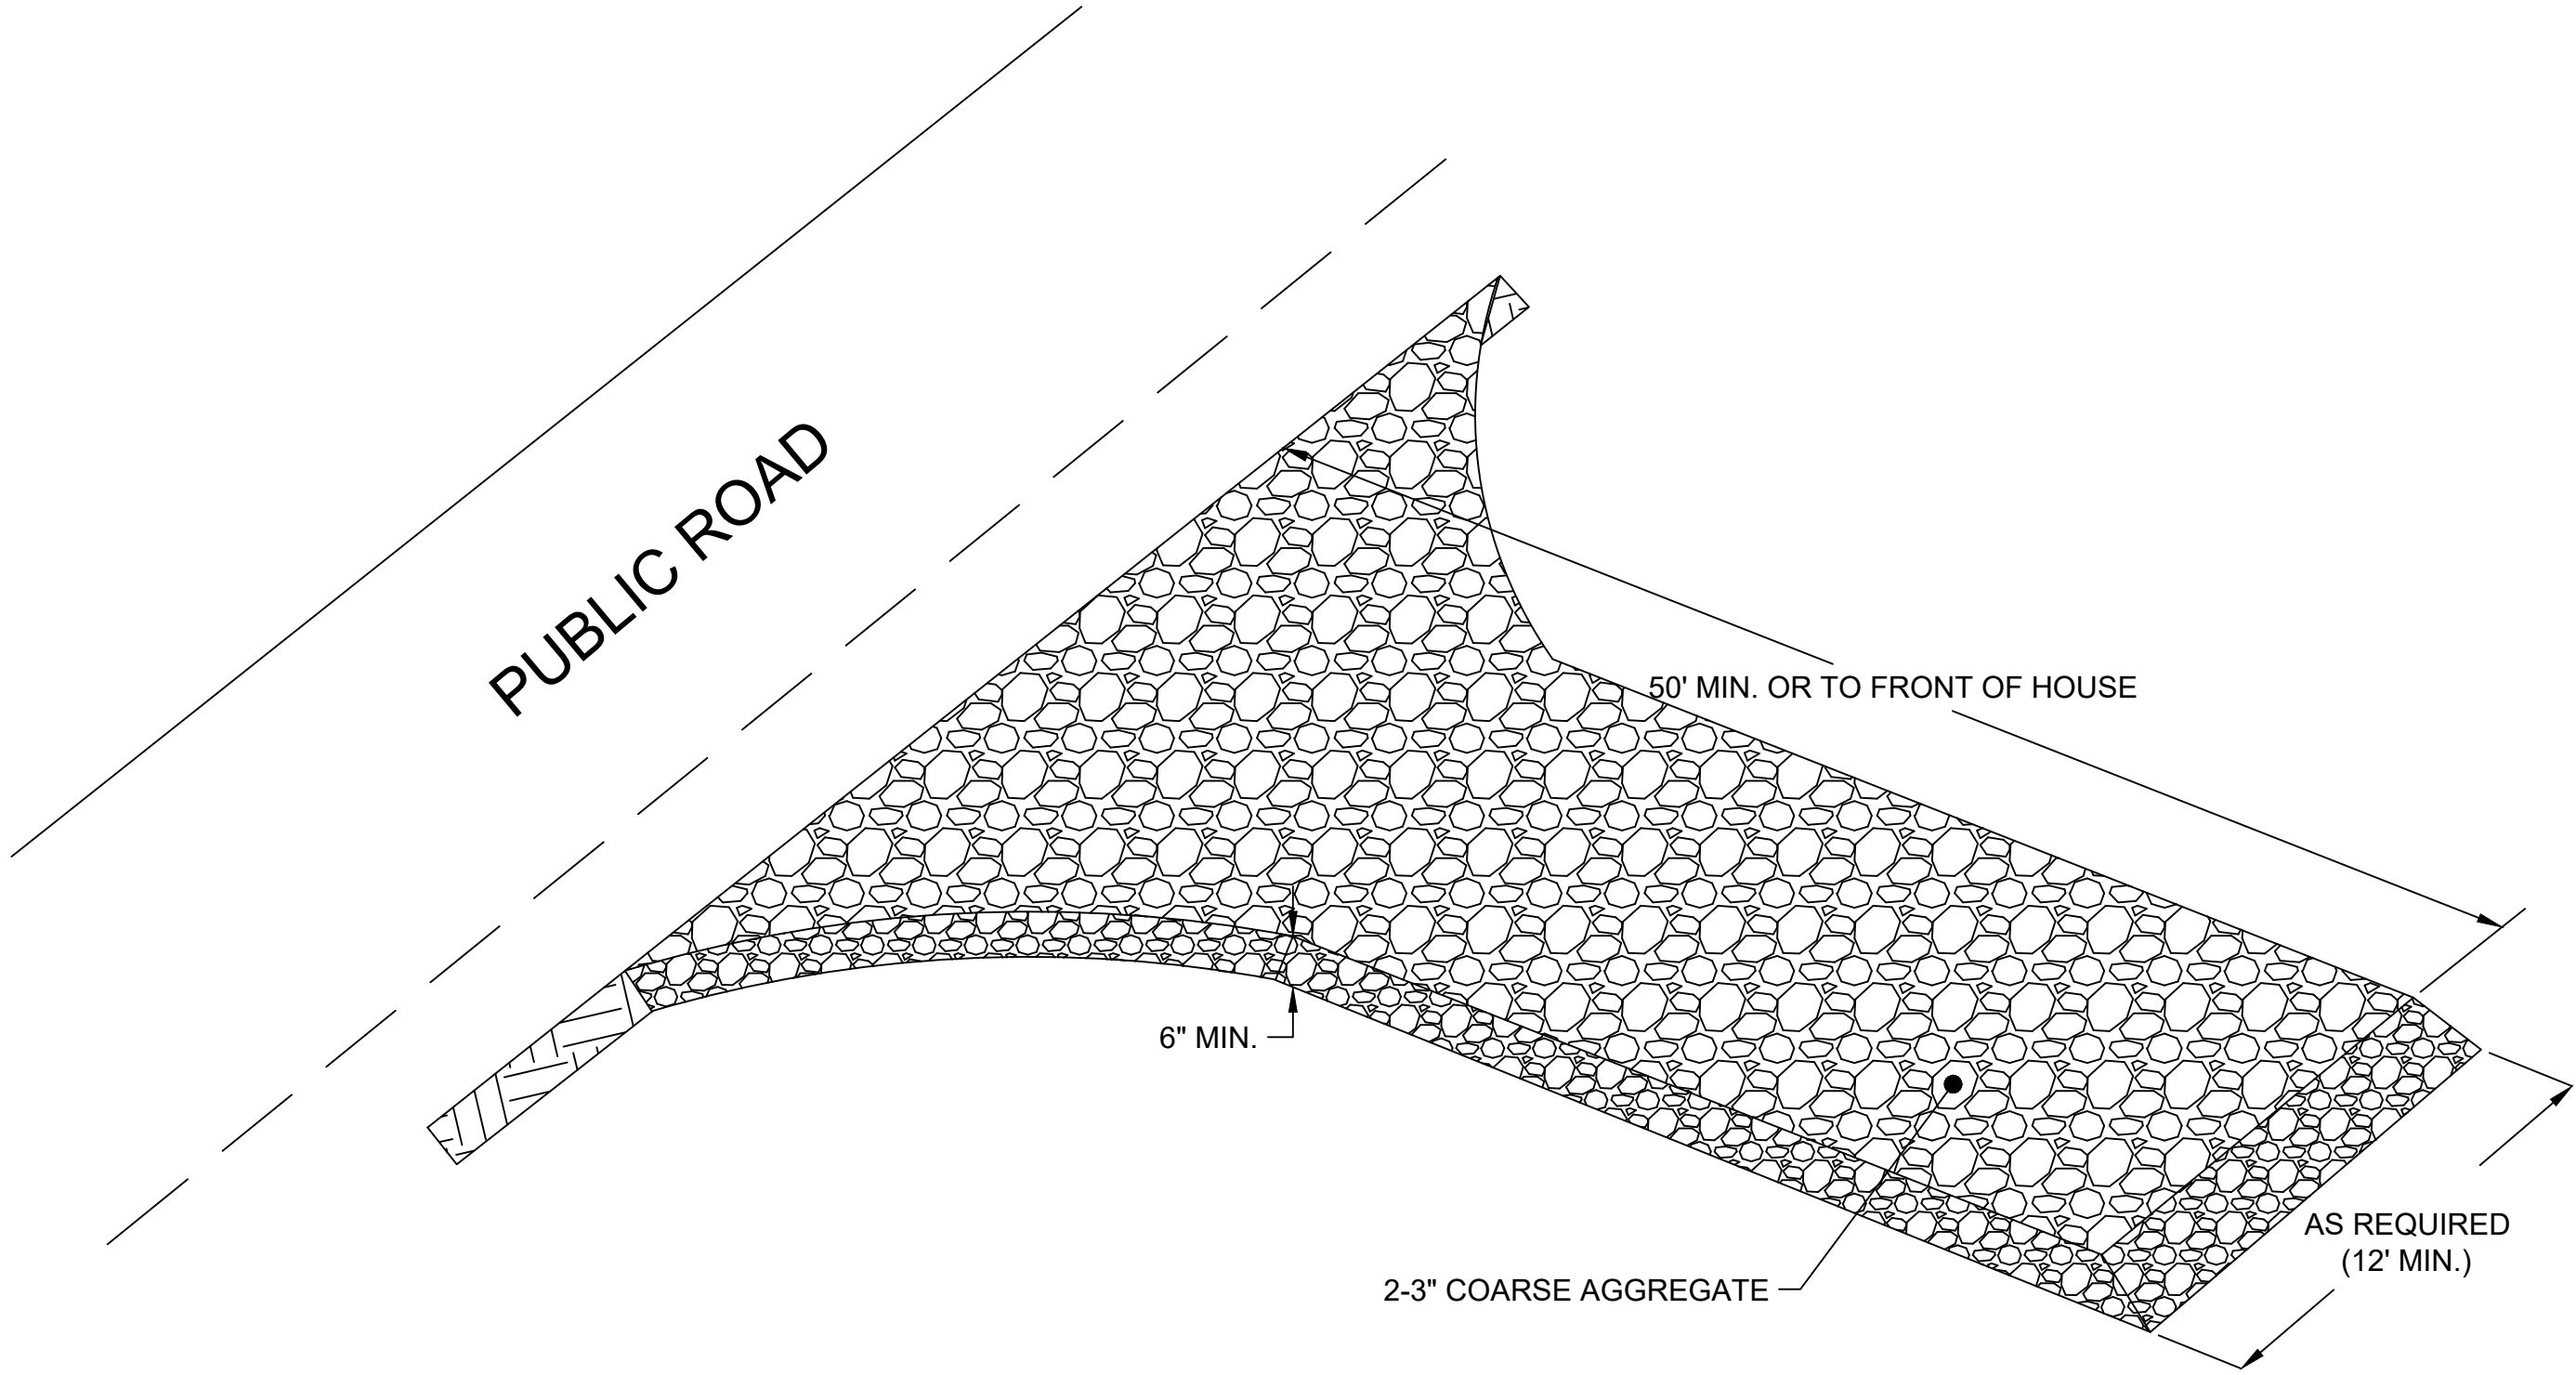 PUBLIC ROAD
50' MIN. OR TO FRONT OF HOUSE
6" MIN.
AS REQUIRED
(12' MIN.)
2-3" COARSE AGGREGATE